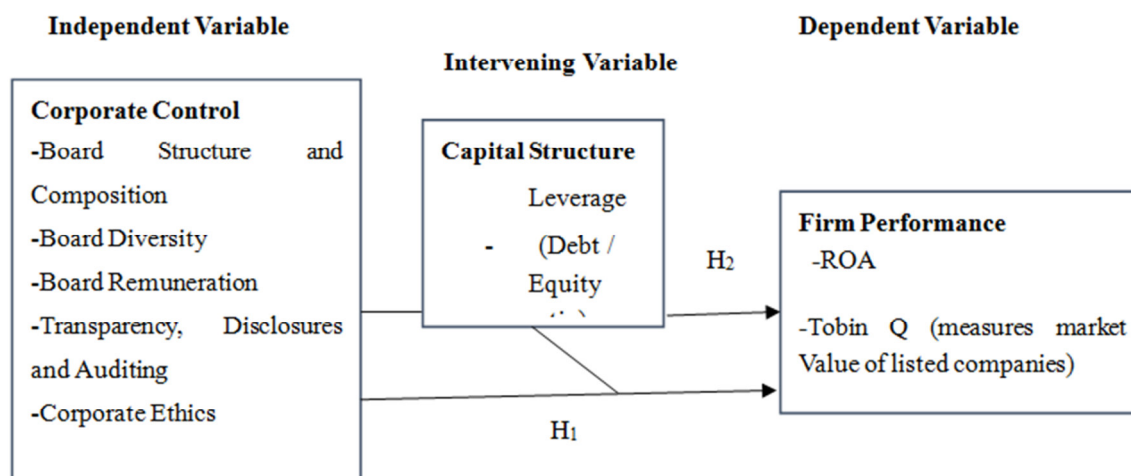 Independent Variable
Dependent Variable
Intervening Variable
Corporate Control
-Board Structure and
Composition
-Board Diversity
-Board Remuneration
-Transparency, Disclosures
and Auditing
-Corporate Ethics
Capital Structure
Leverage
- (Debt /
Equity
H₂
H₁
Firm Performance
-ROA
-Tobin Q (measures market
Value of listed companies)